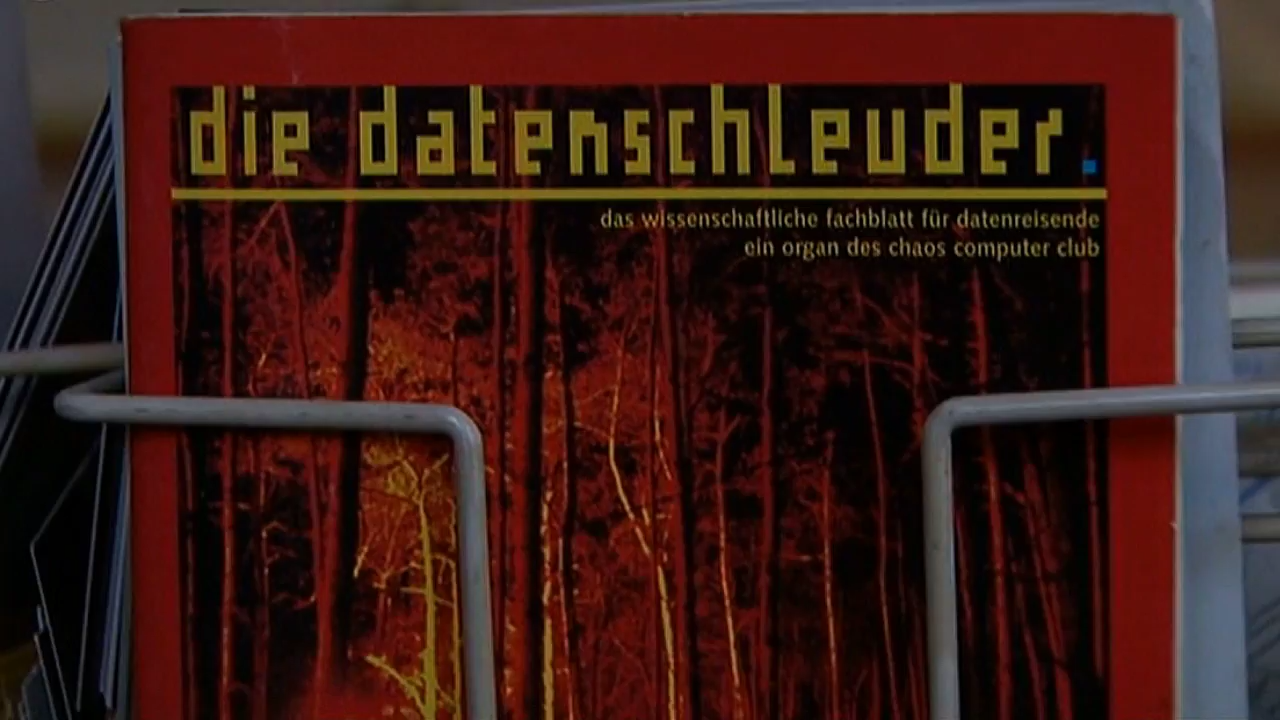 die datenschleuder.
das wissenschaftliche fachblatt für datenreisende
ein organ des chaos computer club